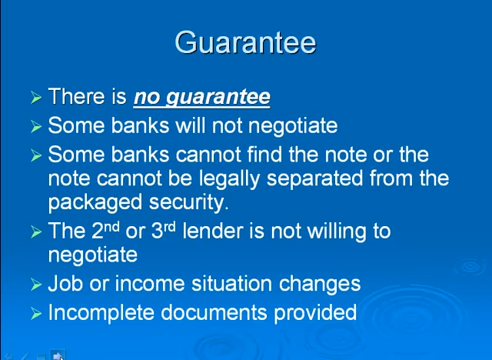 Guarantee
There is no guarantee
Some banks will not negotiate
Some banks cannot find the note or the
note cannot be legally separated from the
packaged security.
The 2nd or 3rd lender is not willing to
negotiate
Job or income situation changes
Incomplete documents provided